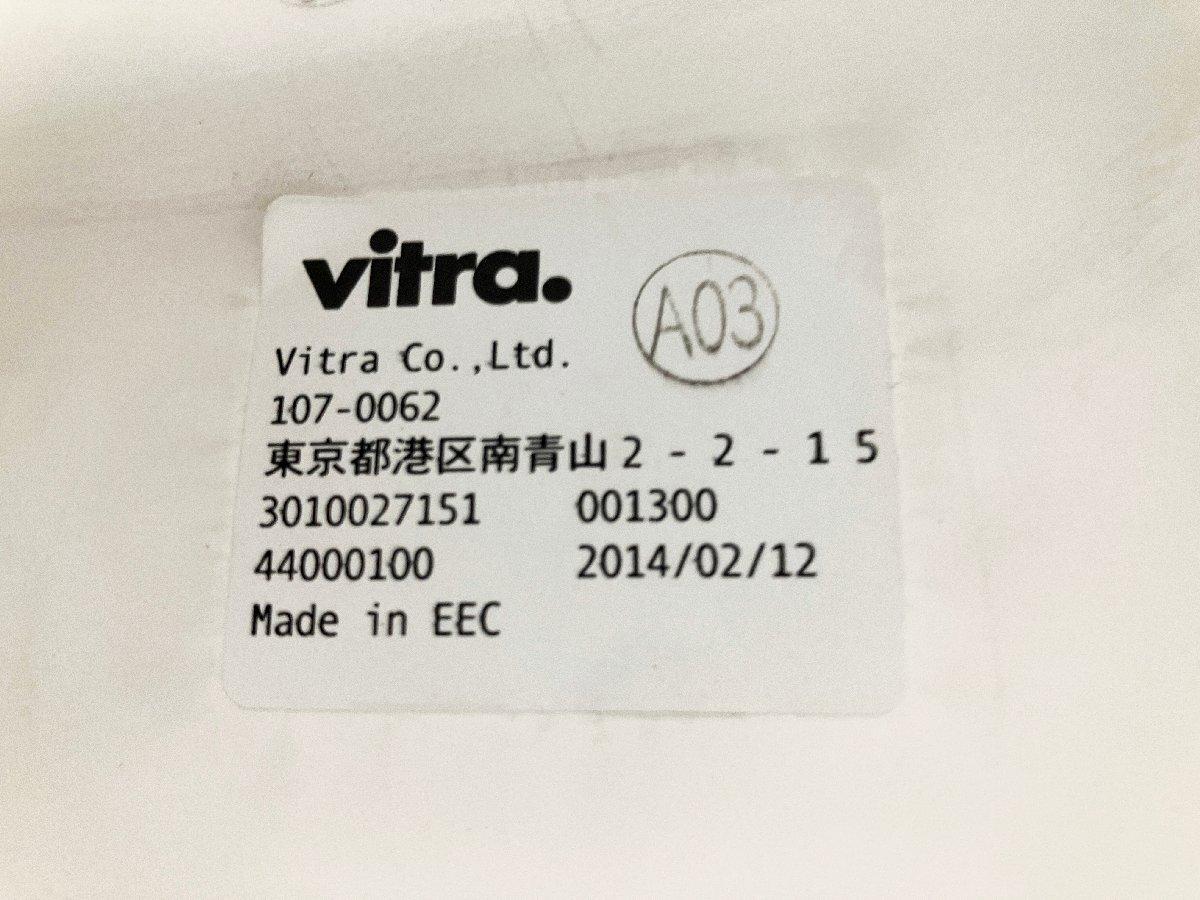 vitra.
A03
Vitra Co.,Ltd.
107-0062
東京都港区南青山２－２－１５
3010027151 001300
44000100 2014/02/12
Made in EEC